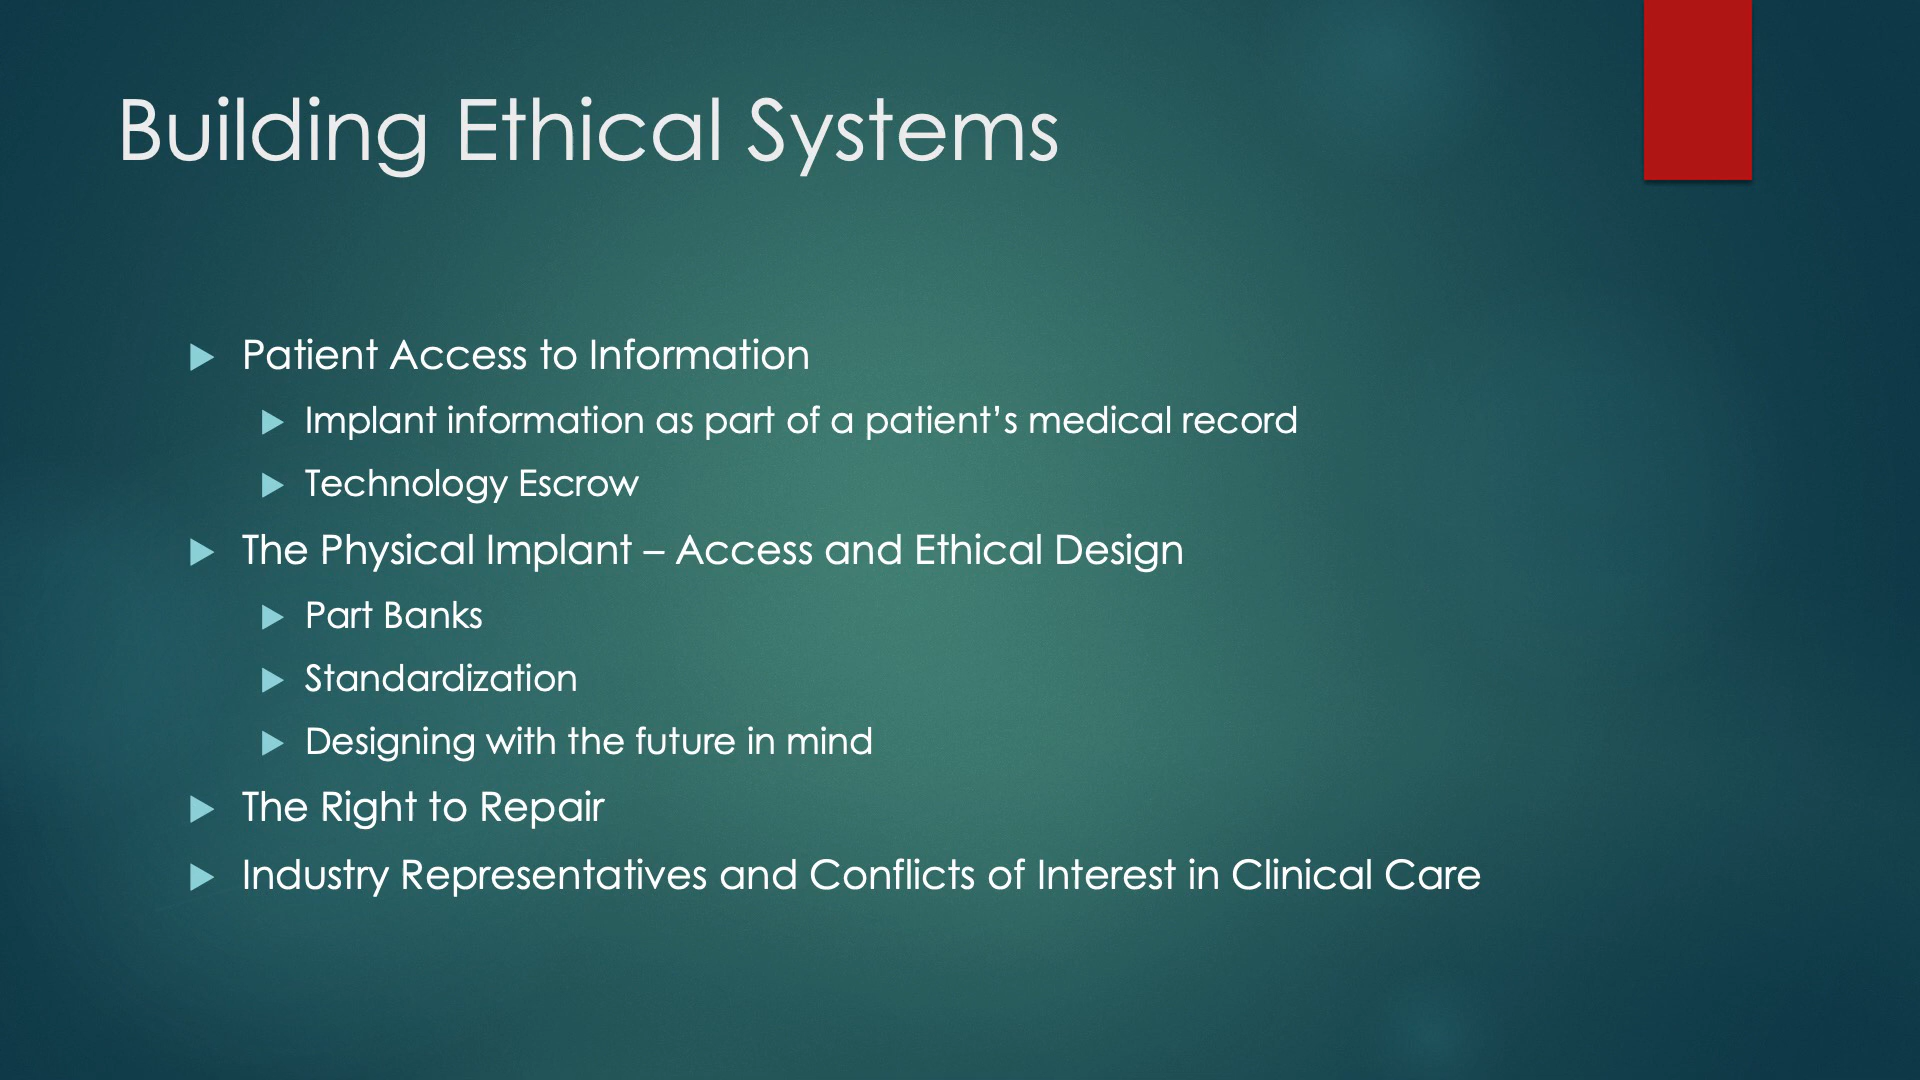 Building Ethical Systems
Patient Access to Information
Implant information as part of a patient’s medical record
Technology Escrow
The Physical Implant – Access and Ethical Design
Part Banks
Standardization
Designing with the future in mind
The Right to Repair
Industry Representatives and Conflicts of Interest in Clinical Care